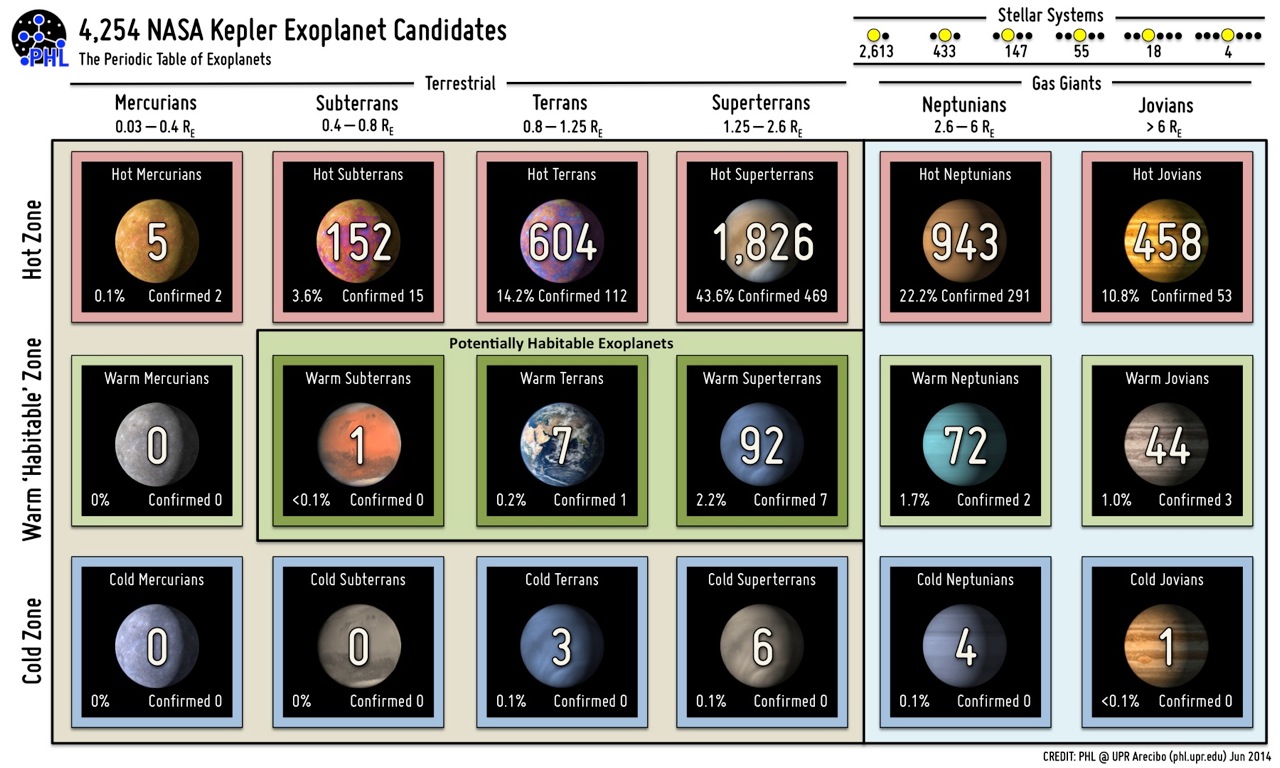 4,254 NASA Kepler Exoplanet Candidates
The Periodic Table of Exoplanets
PHL
Stellar Systems
2,613 433 147 55 18 4
Terrestrial
Gas Giants
Mercurians
0.03 – 0.4 RE
Subterrans
0.4 – 0.8 RE
Terrans
0.8 – 1.25 RE
Superterrans
1.25 – 2.6 RE
Neptunians
2.6 – 6 RE
Jovians
> 6 RE
Hot Zone
Hot Mercurians
5
0.1% Confirmed 2
Hot Subterrans
152
3.6% Confirmed 15
Hot Terrans
604
14.2% Confirmed 112
Hot Superterrans
1,826
43.6% Confirmed 469
Hot Neptunians
943
22.2% Confirmed 291
Hot Jovians
458
10.8% Confirmed 53
Warm ‘Habitable’ Zone
Potentially Habitable Exoplanets
Warm Mercurians
0
0% Confirmed 0
Warm Subterrans
1
<0.1% Confirmed 0
Warm Terrans
7
0.2% Confirmed 1
Warm Superterrans
92
2.2% Confirmed 7
Warm Neptunians
72
1.7% Confirmed 2
Warm Jovians
44
1.0% Confirmed 3
Cold Zone
Cold Mercurians
0
0% Confirmed 0
Cold Subterrans
0
0% Confirmed 0
Cold Terrans
3
0.1% Confirmed 0
Cold Superterrans
6
0.1% Confirmed 0
Cold Neptunians
4
0.1% Confirmed 0
Cold Jovians
1
<0.1% Confirmed 0
CREDIT: PHL @ UPR Arecibo (phl.upr.edu) Jun 2014